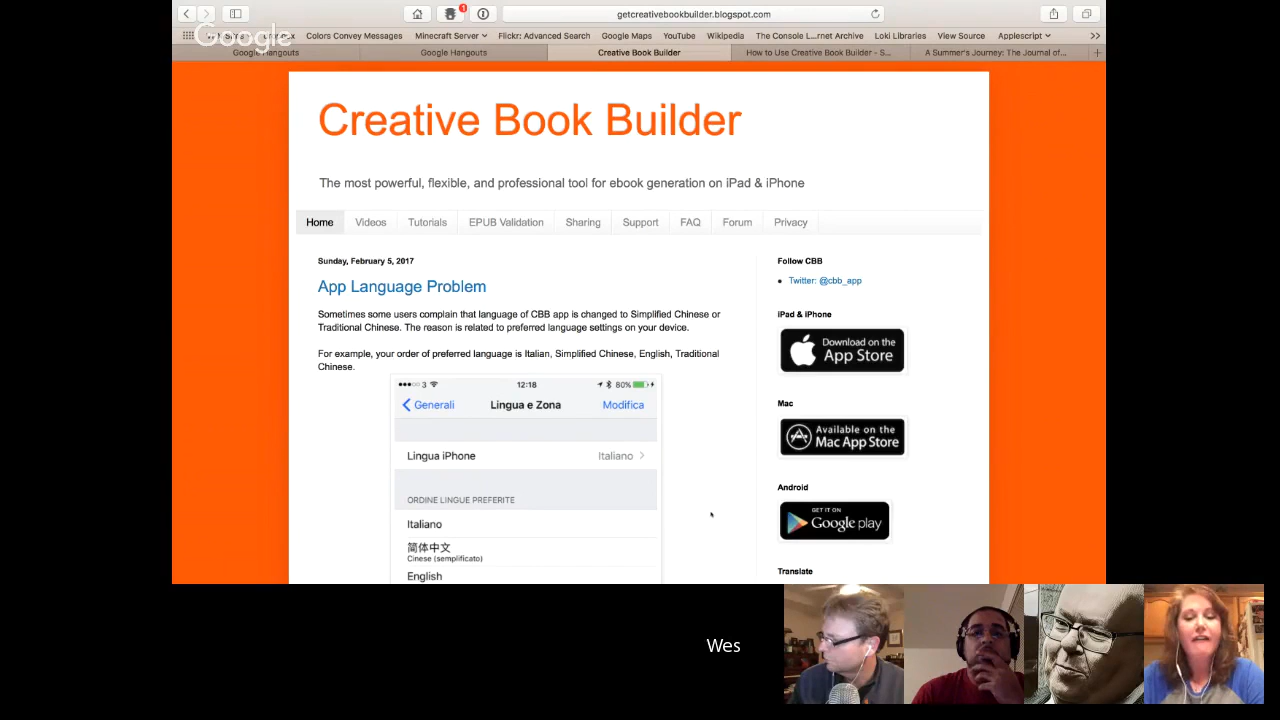 Google
getcreativebookbuilder.blogspot.com
Colors Convey Messages
Minecraft Server
Flickr: Advanced Search
Google Maps
YouTube
Wikipedia
The Console L...rnet Archive
Loki Libraries
View Source
Applescript
Google Hangouts
Google Hangouts
Creative Book Builder
How to Use Creative Book Builder - S...
A Summer's Journey: The Journal of...
Creative Book Builder
The most powerful, flexible, and professional tool for ebook generation on iPad & iPhone
Home
Videos
Tutorials
EPUB Validation
Sharing
Support
FAQ
Forum
Privacy
Sunday, February 5, 2017
App Language Problem
Sometimes some users complain that language of CBB app is changed to Simplified Chinese or
Traditional Chinese. The reason is related to preferred language settings on your device.
For example, your order of preferred language is Italian, Simplified Chinese, English, Traditional
Chinese.
3
12:18
80%
Generali
Lingua e Zona
Modifica
Lingua iPhone
Italiano
ORDINE LINGUE PREFERITE
Italiano
简体中文
Cinese (semplificato)
English
Follow CBB
Twitter: @cbb_app
iPad & iPhone
Download on the
App Store
Mac
Available on the
Mac App Store
Android
GET IT ON
Google play
Translate
Wes